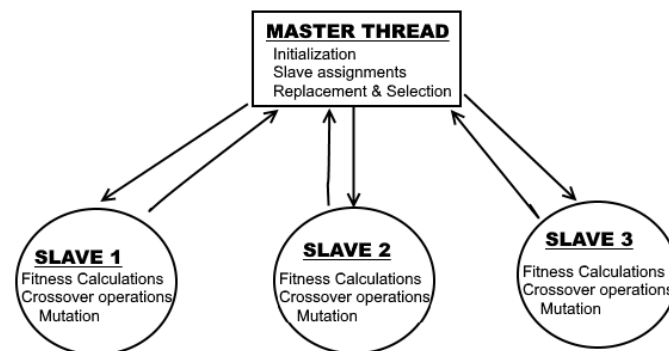 MASTER THREAD
Initialization
Slave assignments
Replacement & Selection
SLAVE 1
Fitness Calculations
Crossover operations
Mutation
SLAVE 2
Fitness Calculations
Crossover operations
Mutation
SLAVE 3
Fitness Calculations
Crossover operations
Mutation